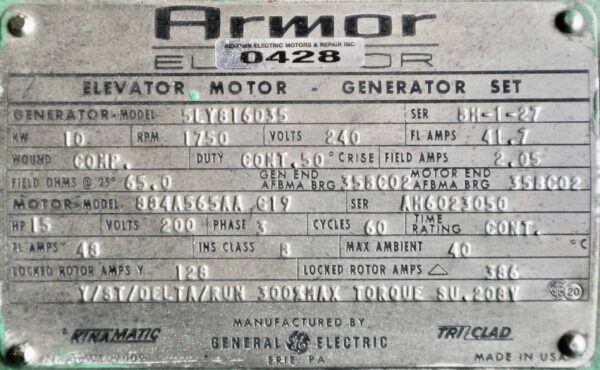 Armor
RENOWN ELECTRIC MOTORS & REPAIR INC.
0428
ELEVATOR MOTOR - GENERATOR SET
GENERATOR-MODEL 5LY816D35 SER BH-1-27
KW 10 RPM 1750 VOLTS 240 FL AMPS 41.7
WOUND COMP. DUTY CONT.50° C RISE FIELD AMPS 2.05
FIELD OHMS @ 25° 65.0 GEN END AFBMA BRG 35BC02 MOTOR END AFBMA BRG 35BC02
MOTOR-MODEL 884A565AA G19 SER AH6023050
HP 15 VOLTS 200 PHASE 3 CYCLES 60 TIME RATING CONT.
FL AMPS 48 INS CLASS B MAX AMBIENT 40 °C
LOCKED ROTOR AMPS Y 128 LOCKED ROTOR AMPS △ 386
Y/ST/DELTA/RUN 300%MAX TORQUE SU. 208V
20
KINAMATIC
MANUFACTURED BY
GENERAL GE ELECTRIC
ERIE, PA.
TRI CLAD
MADE IN USA